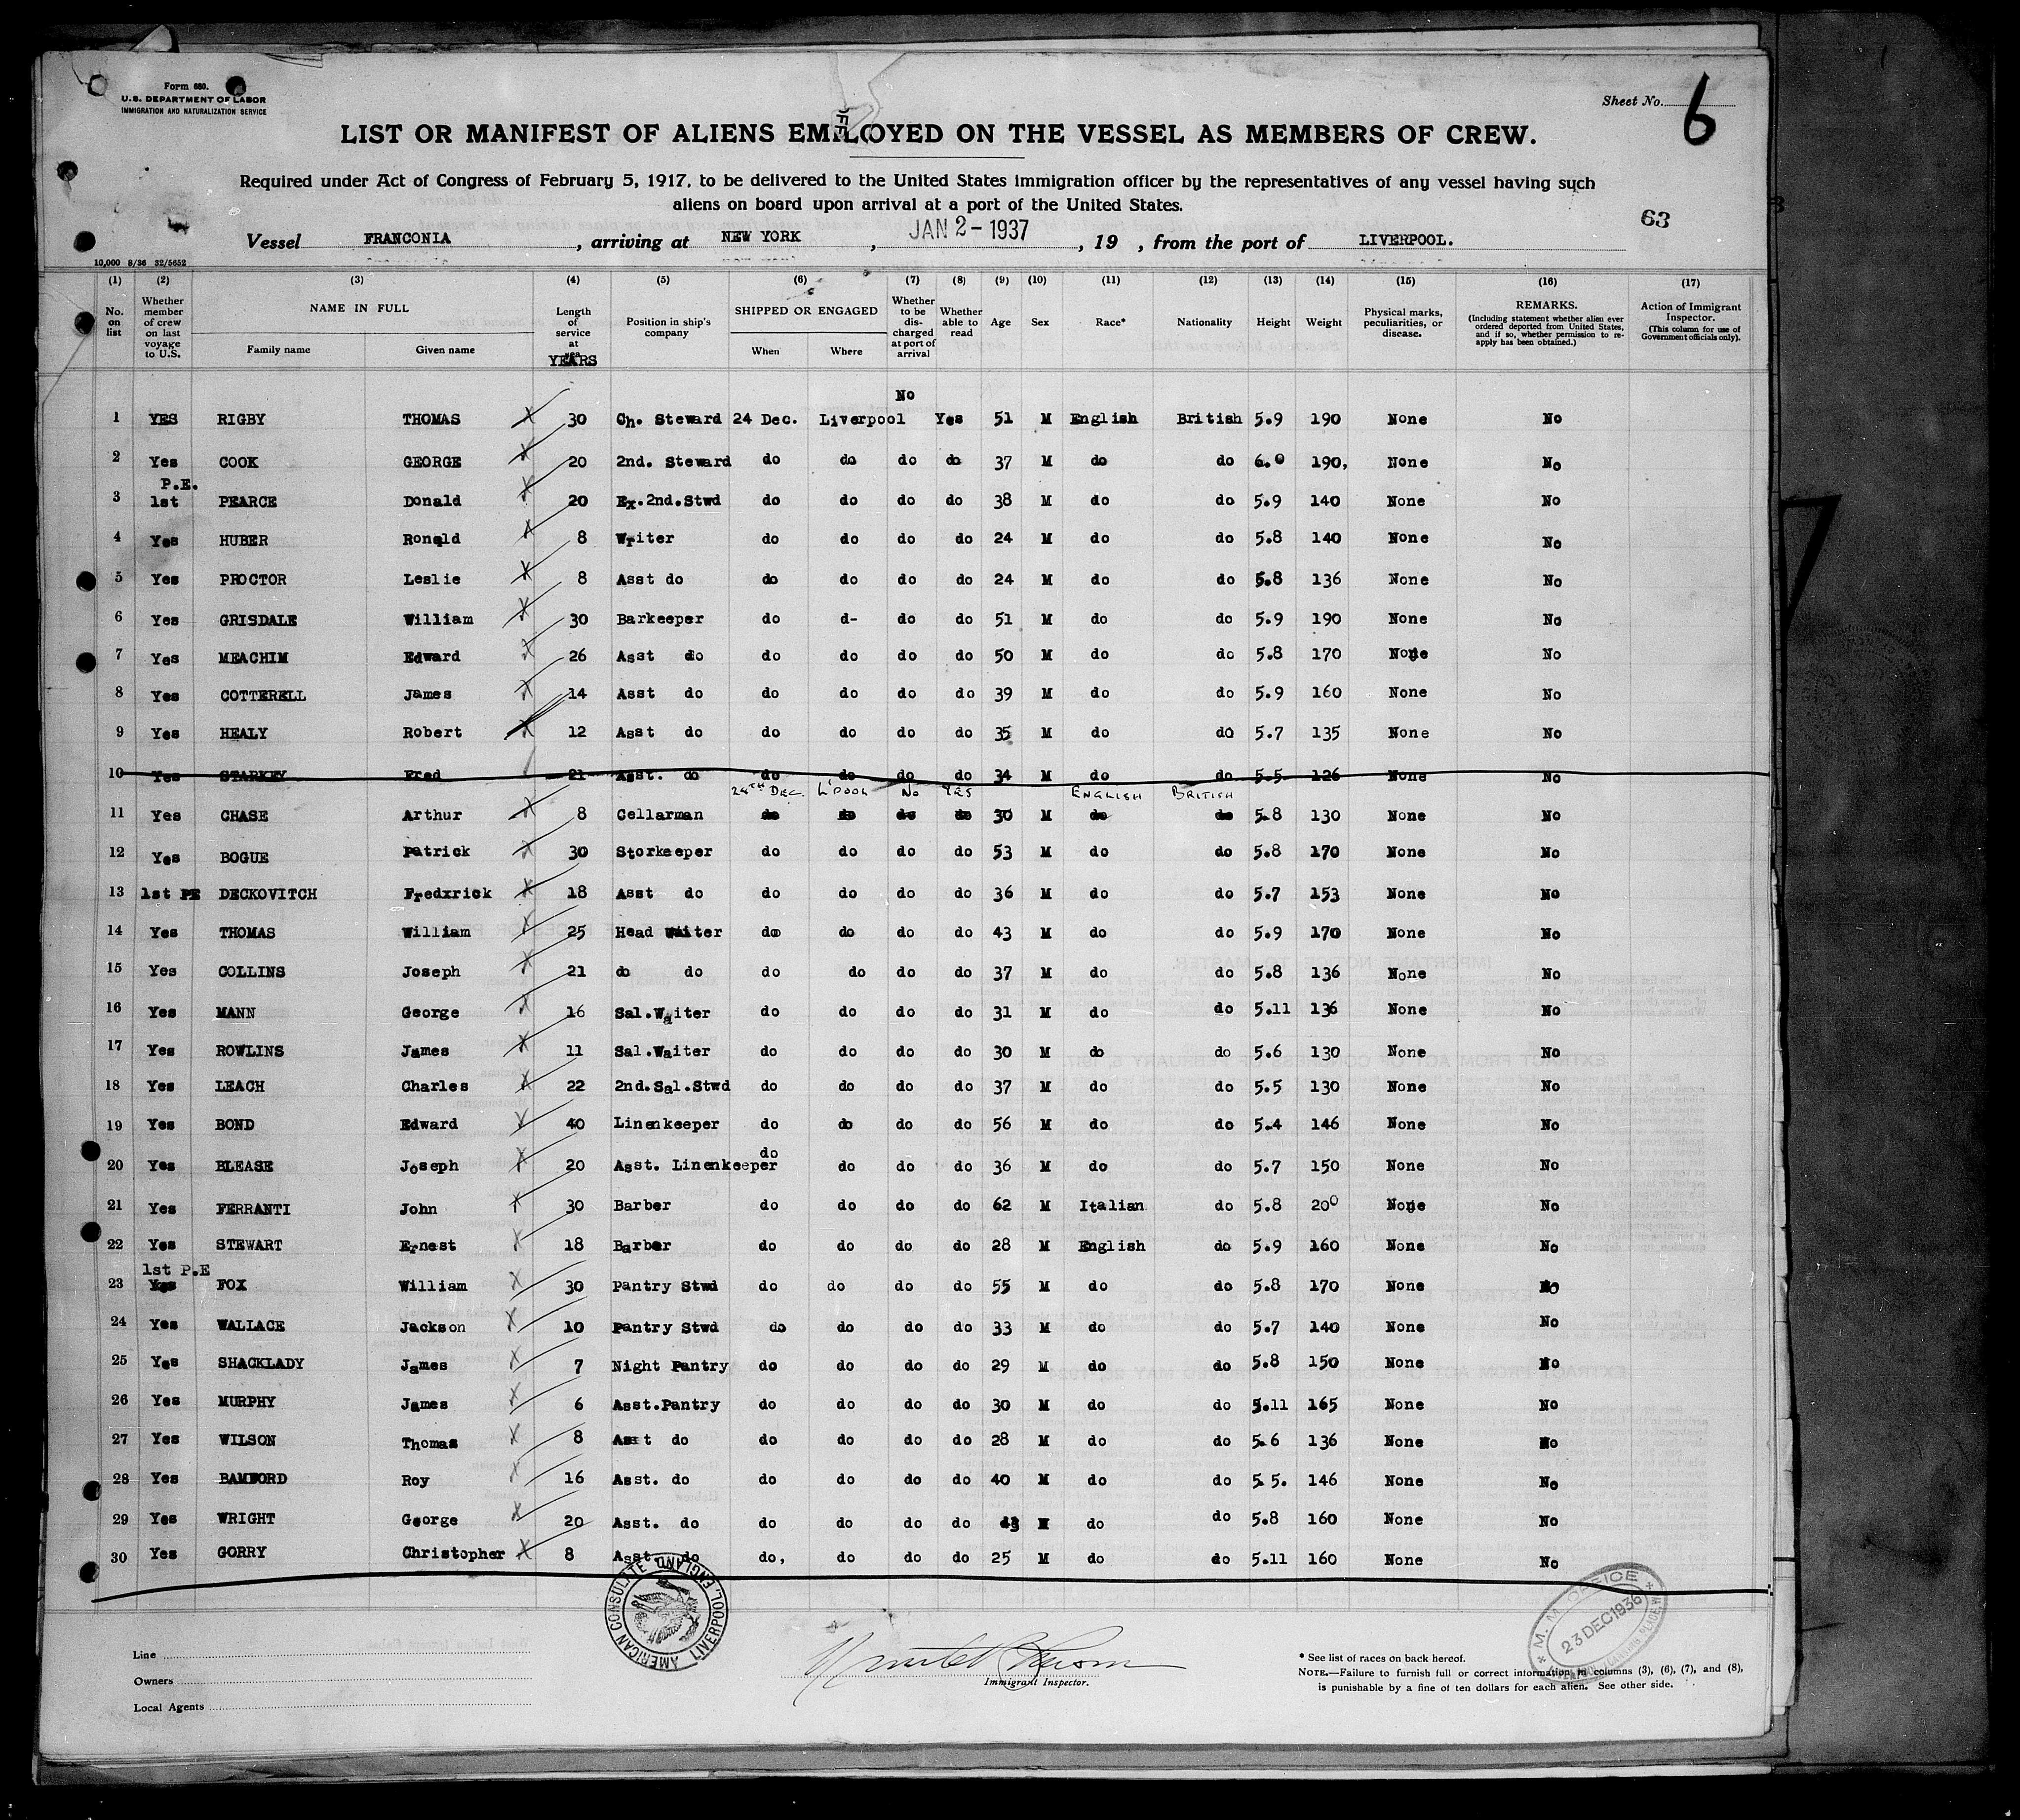 Form 680.
U.S. DEPARTMENT OF LABOR
IMMIGRATION AND NATURALIZATION SERVICE
Sheet No. 6
LIST OR MANIFEST OF ALIENS EMPLOYED ON THE VESSEL AS MEMBERS OF CREW.
Required under Act of Congress of February 5, 1917, to be delivered to the United States immigration officer by the representatives of any vessel having such
aliens on board upon arrival at a port of the United States.
63
Vessel FRANCONIA, arriving at NEW YORK, JAN 2 - 1937, 19 , from the port of LIVERPOOL.
10,000 8/36 32/5652
(1) (2) (3) (4) (5) (6) (7) (8) (9) (10) (11) (12) (13) (14) (15) (16) (17)
No. on list Whether member of crew on last voyage to U.S. NAME IN FULL Family name Given name Length of service at YEARS Position in ship's company SHIPPED OR ENGAGED When Where Whether to be discharged at port of arrival Whether able to read Age Sex Race* Nationality Height Weight Physical marks, peculiarities, or disease. REMARKS. (Including statement whether alien ever ordered deported from United States, and if so, whether permission to reapply has been obtained.) Action of Immigrant Inspector. (This column for use of Government officials only).
No
1 YES RIGBY THOMAS 30 Ch. Steward 24 Dec. Liverpool Yes 51 M English British 5.9 190 None No
2 Yes COOK GEORGE 20 2nd. Steward do do do do 37 M do do 6.0 190, None No
P.E.
3 1st PEARCE Donald 20 Ex.2nd.Stwd do do do do 38 M do do 5.9 140 None No
4 Yes HUBER Ronald 8 Writer do do do do 24 M do do 5.8 140 None No
5 Yes PROCTOR Leslie 8 Asst do do do do do 24 M do do 5.8 136 None No
6 Yes GRISDALE William 30 Barkeeper do d- do do 51 M do do 5.9 190 None No
7 Yes MEACHIM Edward 26 Asst do do do do do 50 M do do 5.8 170 None No
8 Yes COTTERELL James 14 Asst do do do do do 39 M do do 5.9 160 None No
9 Yes HEALY Robert 12 Asst do do do do do 35 M do do 5.7 135 None No
10 Yes STARKEY Fred 21 Asst. do do do do do 34 M do do 5.5. 126 None No
24TH DEC. L'POOL No YES ENGLISH BRITISH
11 Yes CHASE Arthur 8 Cellarman do do do do 30 M do do 5.8 130 None No
12 Yes BOGUE Patrick 30 Storkeeper do do do do 53 M do do 5.8 170 None No
13 1st PE DECKOVITCH Fredxrick 18 Asst do do do do do 36 M do do 5.7 153 None No
14 Yes THOMAS William 25 Head Waiter do do do do 43 M do do 5.9 170 None No
15 Yes COLLINS Joseph 21 do do do do do do 37 M do do 5.8 136 None No
16 Yes MANN George 16 Sal.Waiter do do do do 31 M do do 5.11 136 None No
17 Yes ROWLINS James 11 Sal.Waiter do do do do 30 M do do 5.6 130 None No
18 Yes LEACH Charles 22 2nd.Sal.Stwd do do do do 37 M do do 5.5 130 None No
19 Yes BOND Edward 40 Linenkeeper do do do do 56 M do do 5.4 146 None No
20 Yes BLEASE Joseph 20 Asst. Linenkeeper do do do do 36 M do do 5.7 150 None No
21 Yes FERRANTI John 30 Barber do do do do 62 M Italian do 5.8 200 None No
22 Yes STEWART Ernest 18 Barber do do do do 28 M English do 5.9 160 None No
1st P.E
23 Yes FOX William 30 Pantry Stwd do do do do 55 M do do 5.8 170 None No
24 Yes WALLACE Jackson 10 Pantry Stwd do do do do 33 M do do 5.7 140 None No
25 Yes SHACKLADY James 7 Night Pantry do do do do 29 M do do 5.8 150 None No
26 Yes MURPHY James 6 Asst.Pantry do do do do 30 M do do 5.11 165 None No
27 Yes WILSON Thomas 8 Asst do do do do do 28 M do do 5.6 136 None No
28 Yes BAMFORD Roy 16 Asst. do do do do do 40 M do do 5 5. 146 None No
29 Yes WRIGHT George 20 Asst. do do do do do 43 M do do 5.8 160 None No
30 Yes GORRY Christopher 8 Asst. do do, do do do 25 M do do 5.11 160 None No
AMERICAN CONSULATE LIVERPOOL, ENGLAND
M. M. OFFICE
23 DEC 1936
Line
Owners
Local Agents
Immigrant Inspector.
* See list of races on back hereof.
NOTE.—Failure to furnish full or correct information in columns (3), (6), (7), and (8),
is punishable by a fine of ten dollars for each alien. See other side.